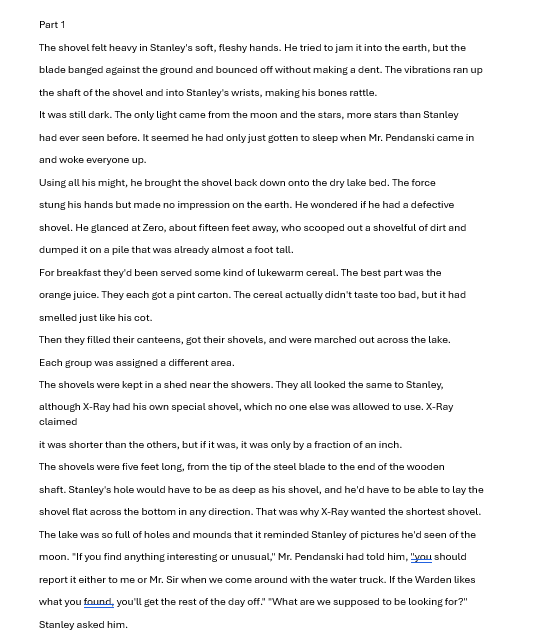 Part 1
The shovel felt heavy in Stanley's soft, fleshy hands. He tried to jam it into the earth, but the
blade banged against the ground and bounced off without making a dent. The vibrations ran up
the shaft of the shovel and into Stanley's wrists, making his bones rattle.
It was still dark. The only light came from the moon and the stars, more stars than Stanley
had ever seen before. It seemed he had only just gotten to sleep when Mr. Pendanski came in
and woke everyone up.
Using all his might, he brought the shovel back down onto the dry lake bed. The force
stung his hands but made no impression on the earth. He wondered if he had a defective
shovel. He glanced at Zero, about fifteen feet away, who scooped out a shovelful of dirt and
dumped it on a pile that was already almost a foot tall.
For breakfast they'd been served some kind of lukewarm cereal. The best part was the
orange juice. They each got a pint carton. The cereal actually didn't taste too bad, but it had
smelled just like his cot.
Then they filled their canteens, got their shovels, and were marched out across the lake.
Each group was assigned a different area.
The shovels were kept in a shed near the showers. They all looked the same to Stanley,
although X-Ray had his own special shovel, which no one else was allowed to use. X-Ray
claimed
it was shorter than the others, but if it was, it was only by a fraction of an inch.
The shovels were five feet long, from the tip of the steel blade to the end of the wooden
shaft. Stanley's hole would have to be as deep as his shovel, and he'd have to be able to lay the
shovel flat across the bottom in any direction. That was why X-Ray wanted the shortest shovel.
The lake was so full of holes and mounds that it reminded Stanley of pictures he'd seen of the
moon. "If you find anything interesting or unusual," Mr. Pendanski had told him, "you should
report it either to me or Mr. Sir when we come around with the water truck. If the Warden likes
what you found, you'll get the rest of the day off." "What are we supposed to be looking for?"
Stanley asked him.